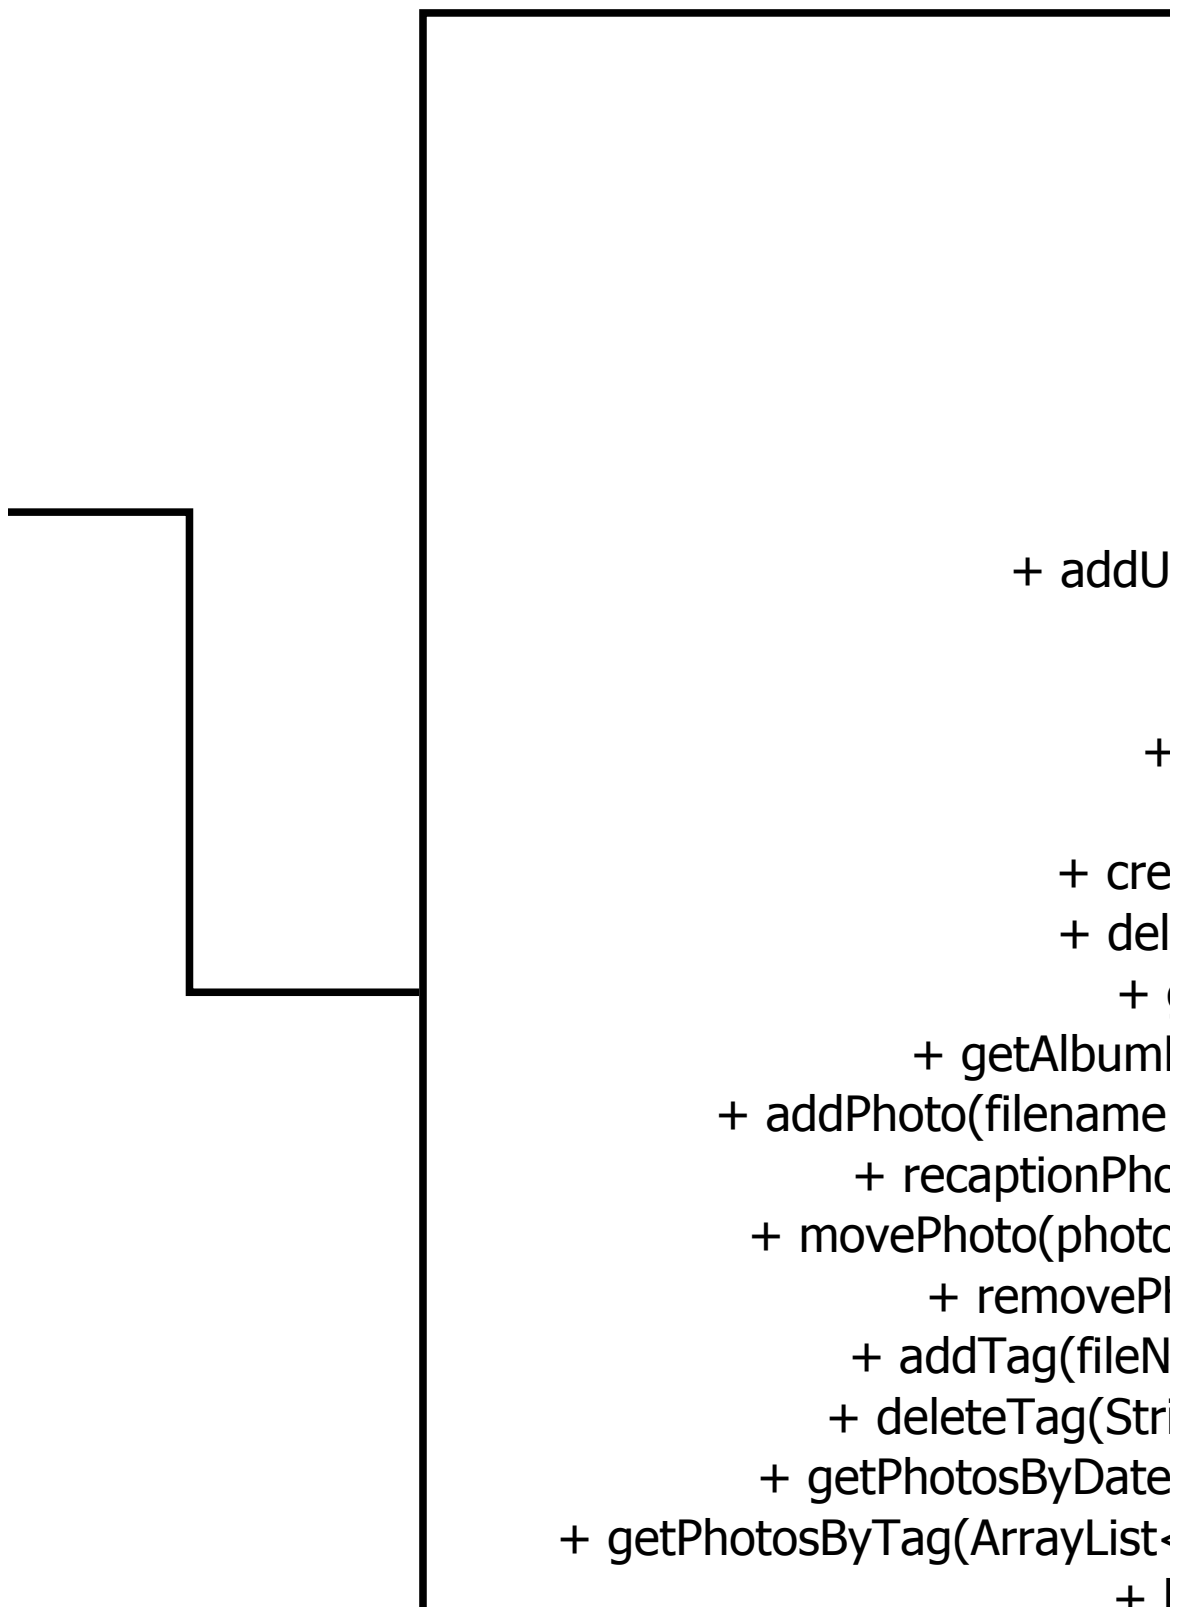 + addU
+
+ cre
+ del
+
+ getAlbum
+ addPhoto(filename
+ recaptionPho
+ movePhoto(photo
+ removePh
+ addTag(fileN
+ deleteTag(Stri
+ getPhotosByDate
+ getPhotosByTag(ArrayList<
+